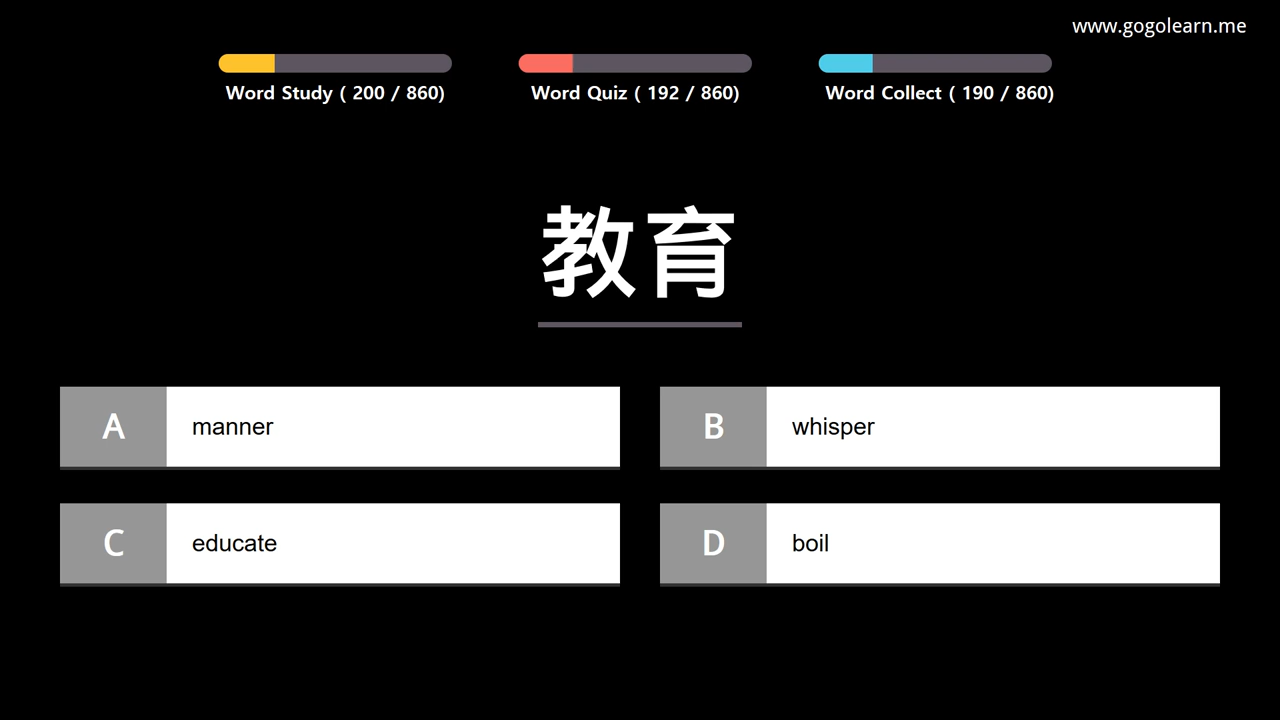 www.gogolearn.me
Word Study ( 200 / 860)
Word Quiz ( 192 / 860)
Word Collect ( 190 / 860)
教育
A manner
B whisper
C educate
D boil